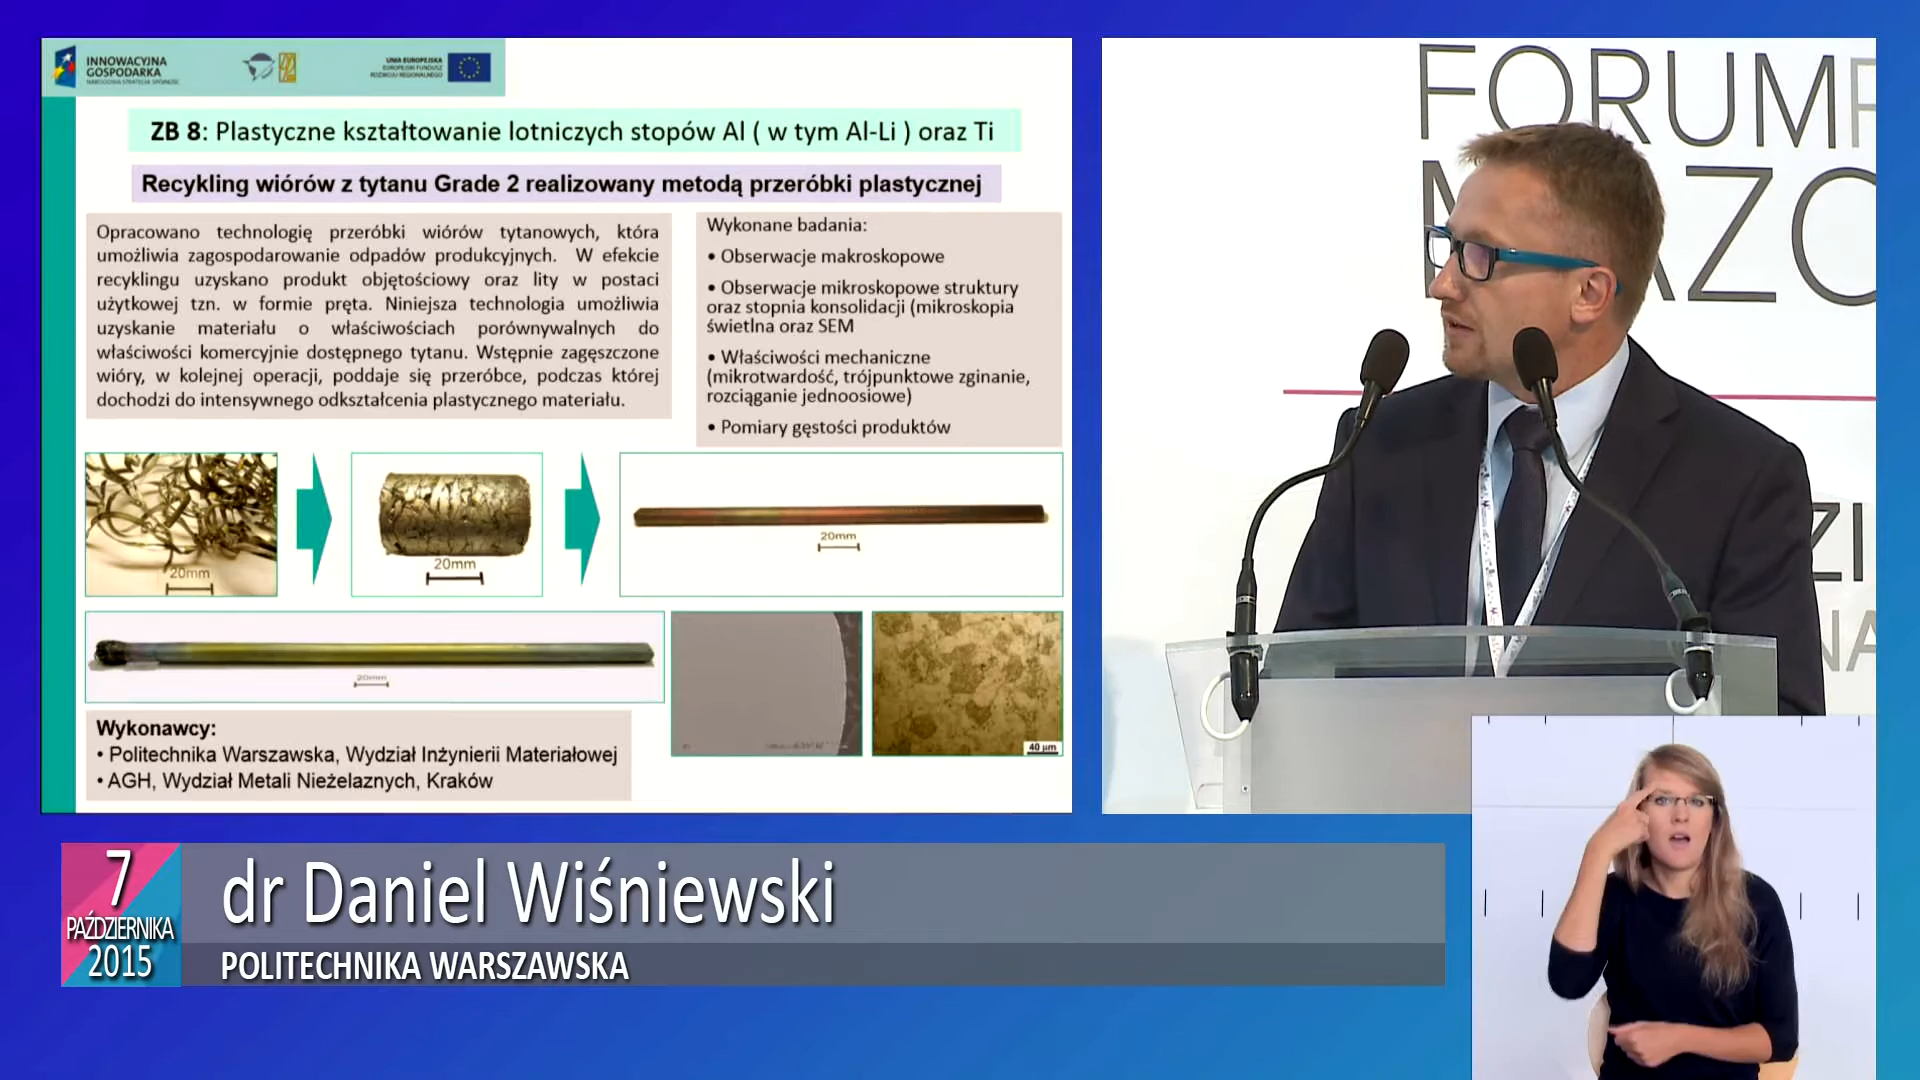 INNOWACYJNA
GOSPODARKA
NARODOWA STRATEGIA SPÓJNOŚCI
UNIA EUROPEJSKA
EUROPEJSKI FUNDUSZ
ROZWOJU REGIONALNEGO
ZB 8: Plastyczne kształtowanie lotniczych stopów Al ( w tym Al-Li ) oraz Ti
Recykling wiórów z tytanu Grade 2 realizowany metodą przeróbki plastycznej
Opracowano technologię przeróbki wiórów tytanowych, która
umożliwia zagospodarowanie odpadów produkcyjnych. W efekcie
recyklingu uzyskano produkt objętościowy oraz lity w postaci
użytkowej tzn. w formie pręta. Niniejsza technologia umożliwia
uzyskanie materiału o właściwościach porównywalnych do
właściwości komercyjnie dostępnego tytanu. Wstępnie zagęszczone
wióry, w kolejnej operacji, poddaje się przeróbce, podczas której
dochodzi do intensywnego odkształcenia plastycznego materiału.
Wykonane badania:
• Obserwacje makroskopowe
• Obserwacje mikroskopowe struktury
oraz stopnia konsolidacji (mikroskopia
świetlna oraz SEM
• Właściwości mechaniczne
(mikrotwardość, trójpunktowe zginanie,
rozciąganie jednoosiowe)
• Pomiary gęstości produktów
20mm
20mm
20mm
20mm
40 µm
Wykonawcy:
• Politechnika Warszawska, Wydział Inżynierii Materiałowej
• AGH, Wydział Metali Nieżelaznych, Kraków
FORUM
7
PAŹDZIERNIKA
2015
dr Daniel Wiśniewski
POLITECHNIKA WARSZAWSKA